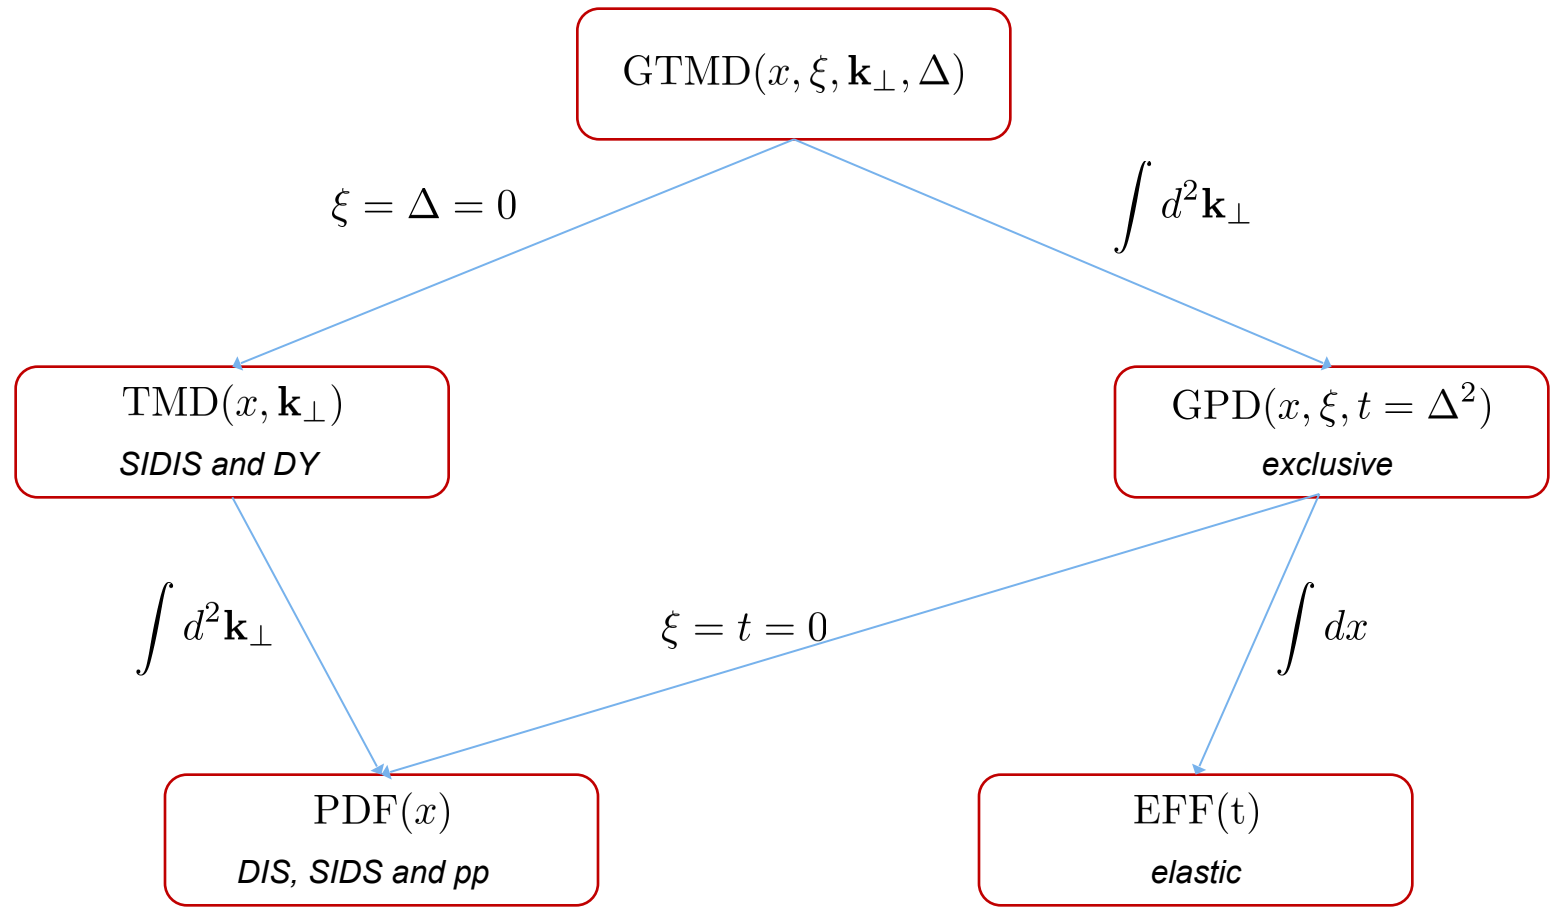 GTMD(x, ξ, k⊥, Δ)
ξ = Δ = 0
∫ d²k⊥
TMD(x, k⊥)
SIDIS and DY
GPD(x, ξ, t = Δ²)
exclusive
∫ d²k⊥
ξ = t = 0
∫ dx
PDF(x)
DIS, SIDS and pp
EFF(t)
elastic